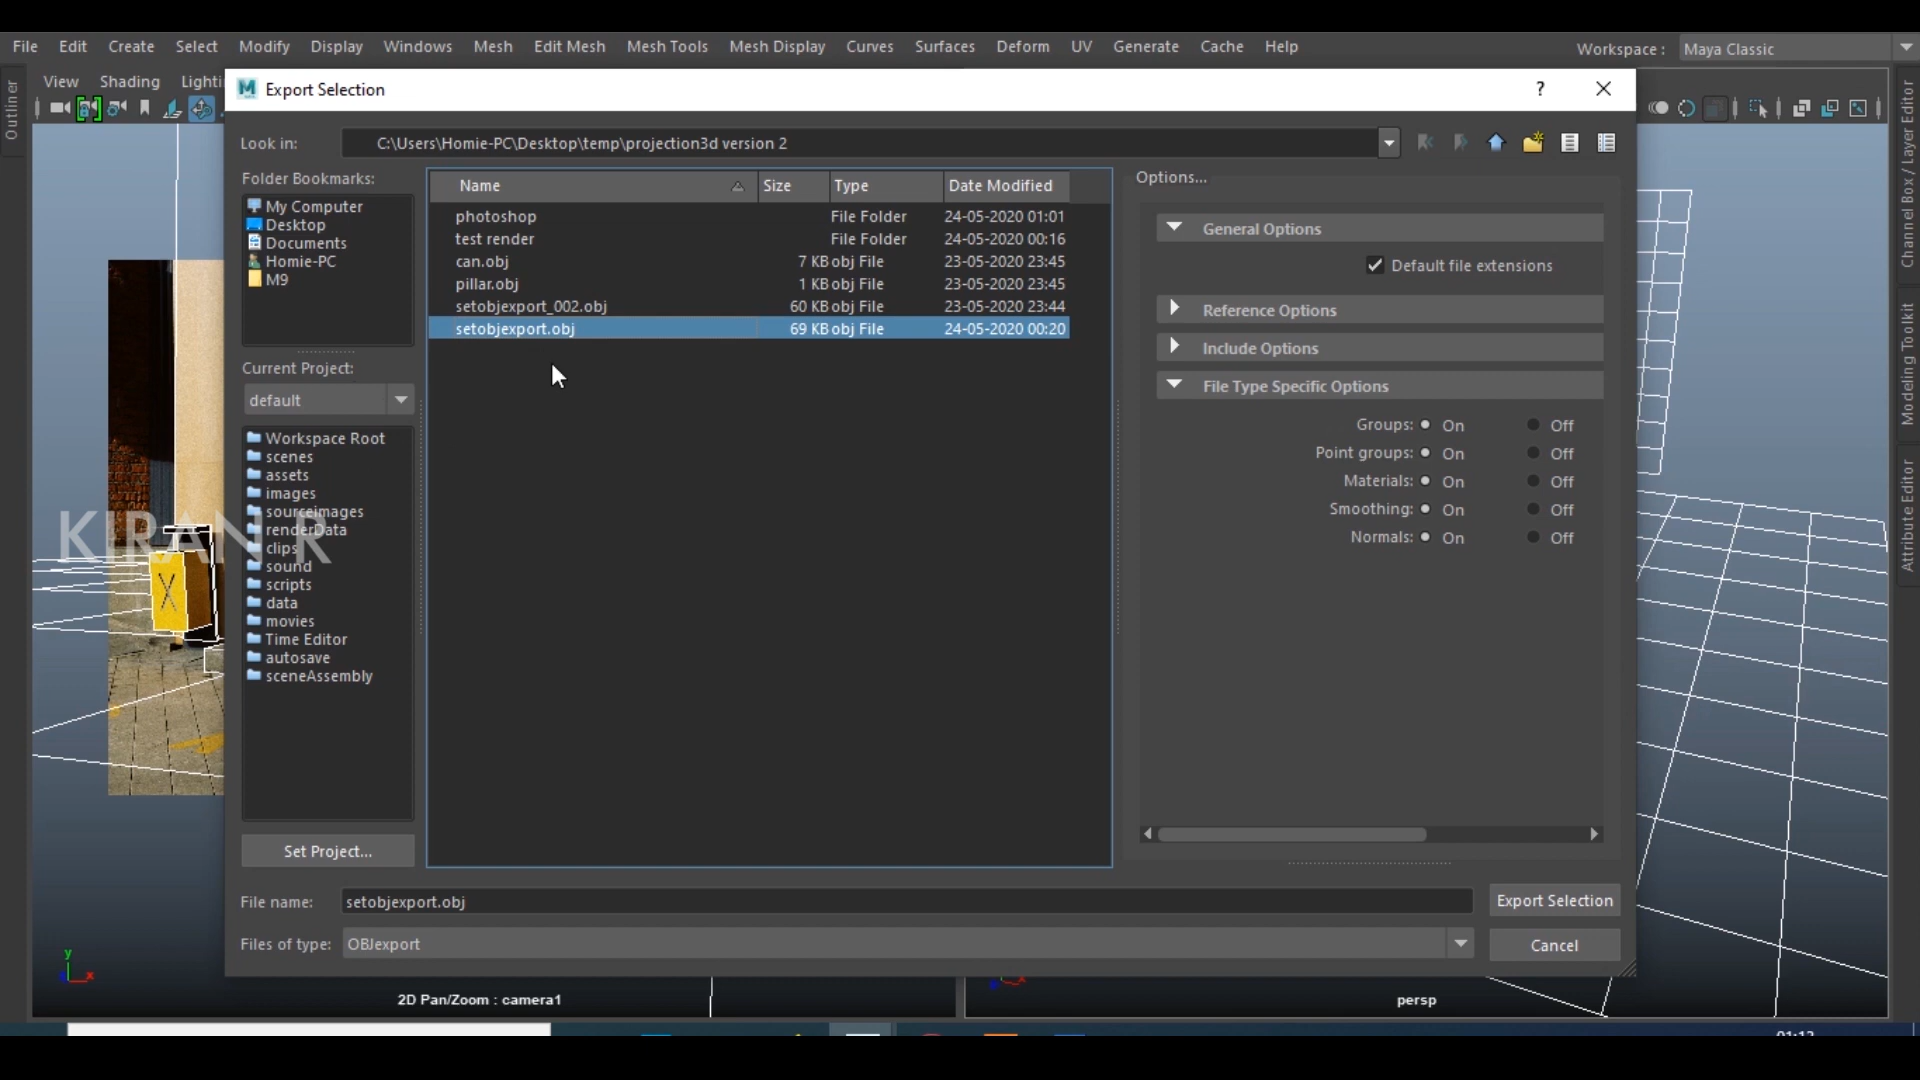 File Edit Create Select Modify Display Windows Mesh Edit Mesh Mesh Tools Mesh Display Curves Surfaces Deform UV Generate Cache Help
Workspace : Maya Classic
View Shading Lighti
Outliner
M Export Selection ?
Look in: C:\Users\Homie-PC\Desktop\temp\projection3d version 2
Folder Bookmarks:
My Computer
Desktop
Documents
Homie-PC
M9
Current Project:
default
Workspace Root
scenes
assets
images
sourceimages
renderData
clips
sound
scripts
data
movies
Time Editor
autosave
sceneAssembly
Set Project...
Name Size Type Date Modified
photoshop File Folder 24-05-2020 01:01
test render File Folder 24-05-2020 00:16
can.obj 7 KB obj File 23-05-2020 23:45
pillar.obj 1 KB obj File 23-05-2020 23:45
setobjexport_002.obj 60 KB obj File 23-05-2020 23:44
setobjexport.obj 69 KB obj File 24-05-2020 00:20
Options...
General Options
Default file extensions
Reference Options
Include Options
File Type Specific Options
Groups: On Off
Point groups: On Off
Materials: On Off
Smoothing: On Off
Normals: On Off
File name: setobjexport.obj
Export Selection
Files of type: OBJexport
Cancel
KIRAN R
X
Channel Box / Layer Editor
Modeling Toolkit
Attribute Editor
y
x
2D Pan/Zoom : camera1
persp